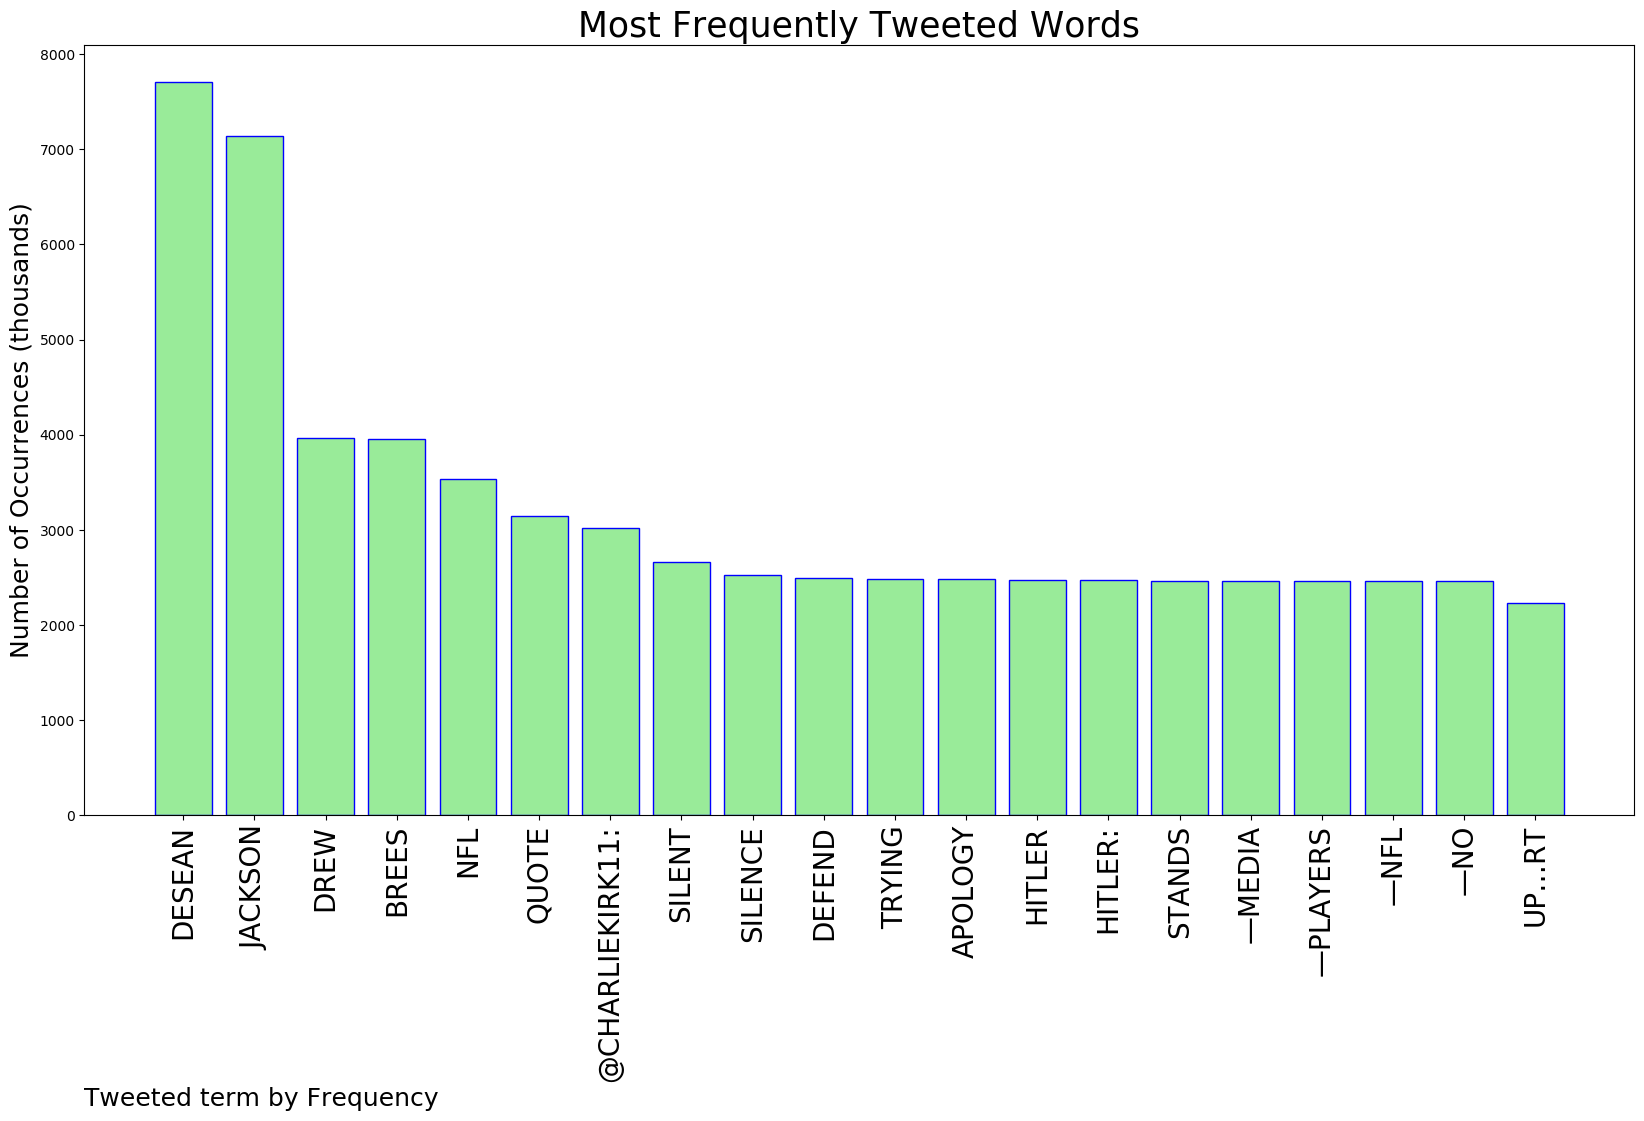 Most Frequently Tweeted Words
Number of Occurrences (thousands)
8000
7000
6000
5000
4000
3000
2000
1000
0
DESEAN
JACKSON
DREW
BREES
NFL
QUOTE
@CHARLIEKIRK11:
SILENT
SILENCE
DEFEND
TRYING
APOLOGY
HITLER
HITLER:
STANDS
—MEDIA
—PLAYERS
—NFL
—NO
UP…RT
Tweeted term by Frequency